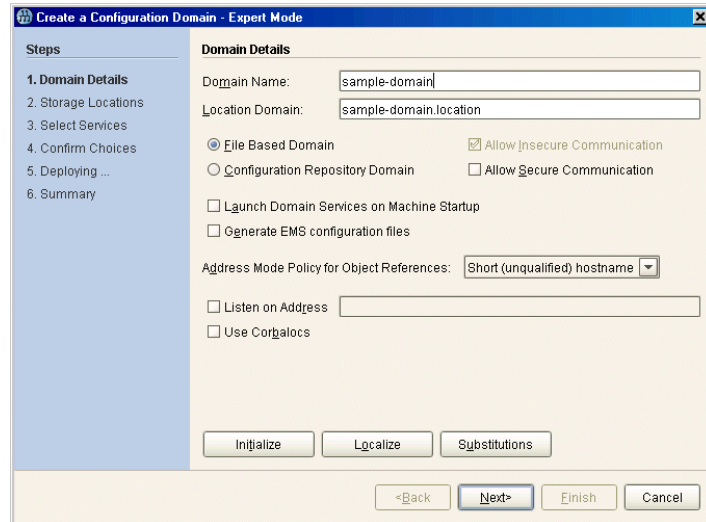 Create a Configuration Domain - Expert Mode
Steps
1. Domain Details
2. Storage Locations
3. Select Services
4. Confirm Choices
5. Deploying ...
6. Summary
Domain Details
Domain Name: sample-domain
Location Domain: sample-domain.location
File Based Domain Allow Insecure Communication
Configuration Repository Domain Allow Secure Communication
Launch Domain Services on Machine Startup
Generate EMS configuration files
Address Mode Policy for Object References: Short (unqualified) hostname
Listen on Address
Use Corbalocs
Initialize Localize Substitutions
<Back Next> Finish Cancel